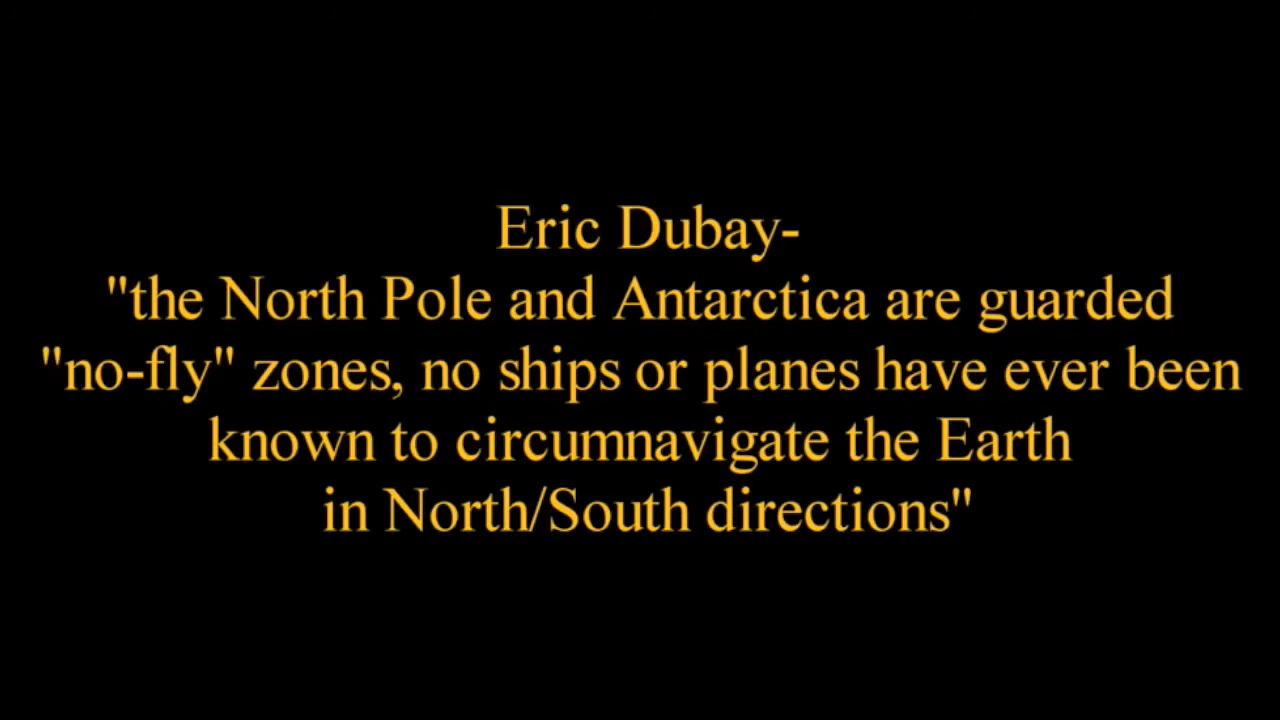 Eric Dubay-
"the North Pole and Antarctica are guarded
"no-fly" zones, no ships or planes have ever been
known to circumnavigate the Earth
in North/South directions"